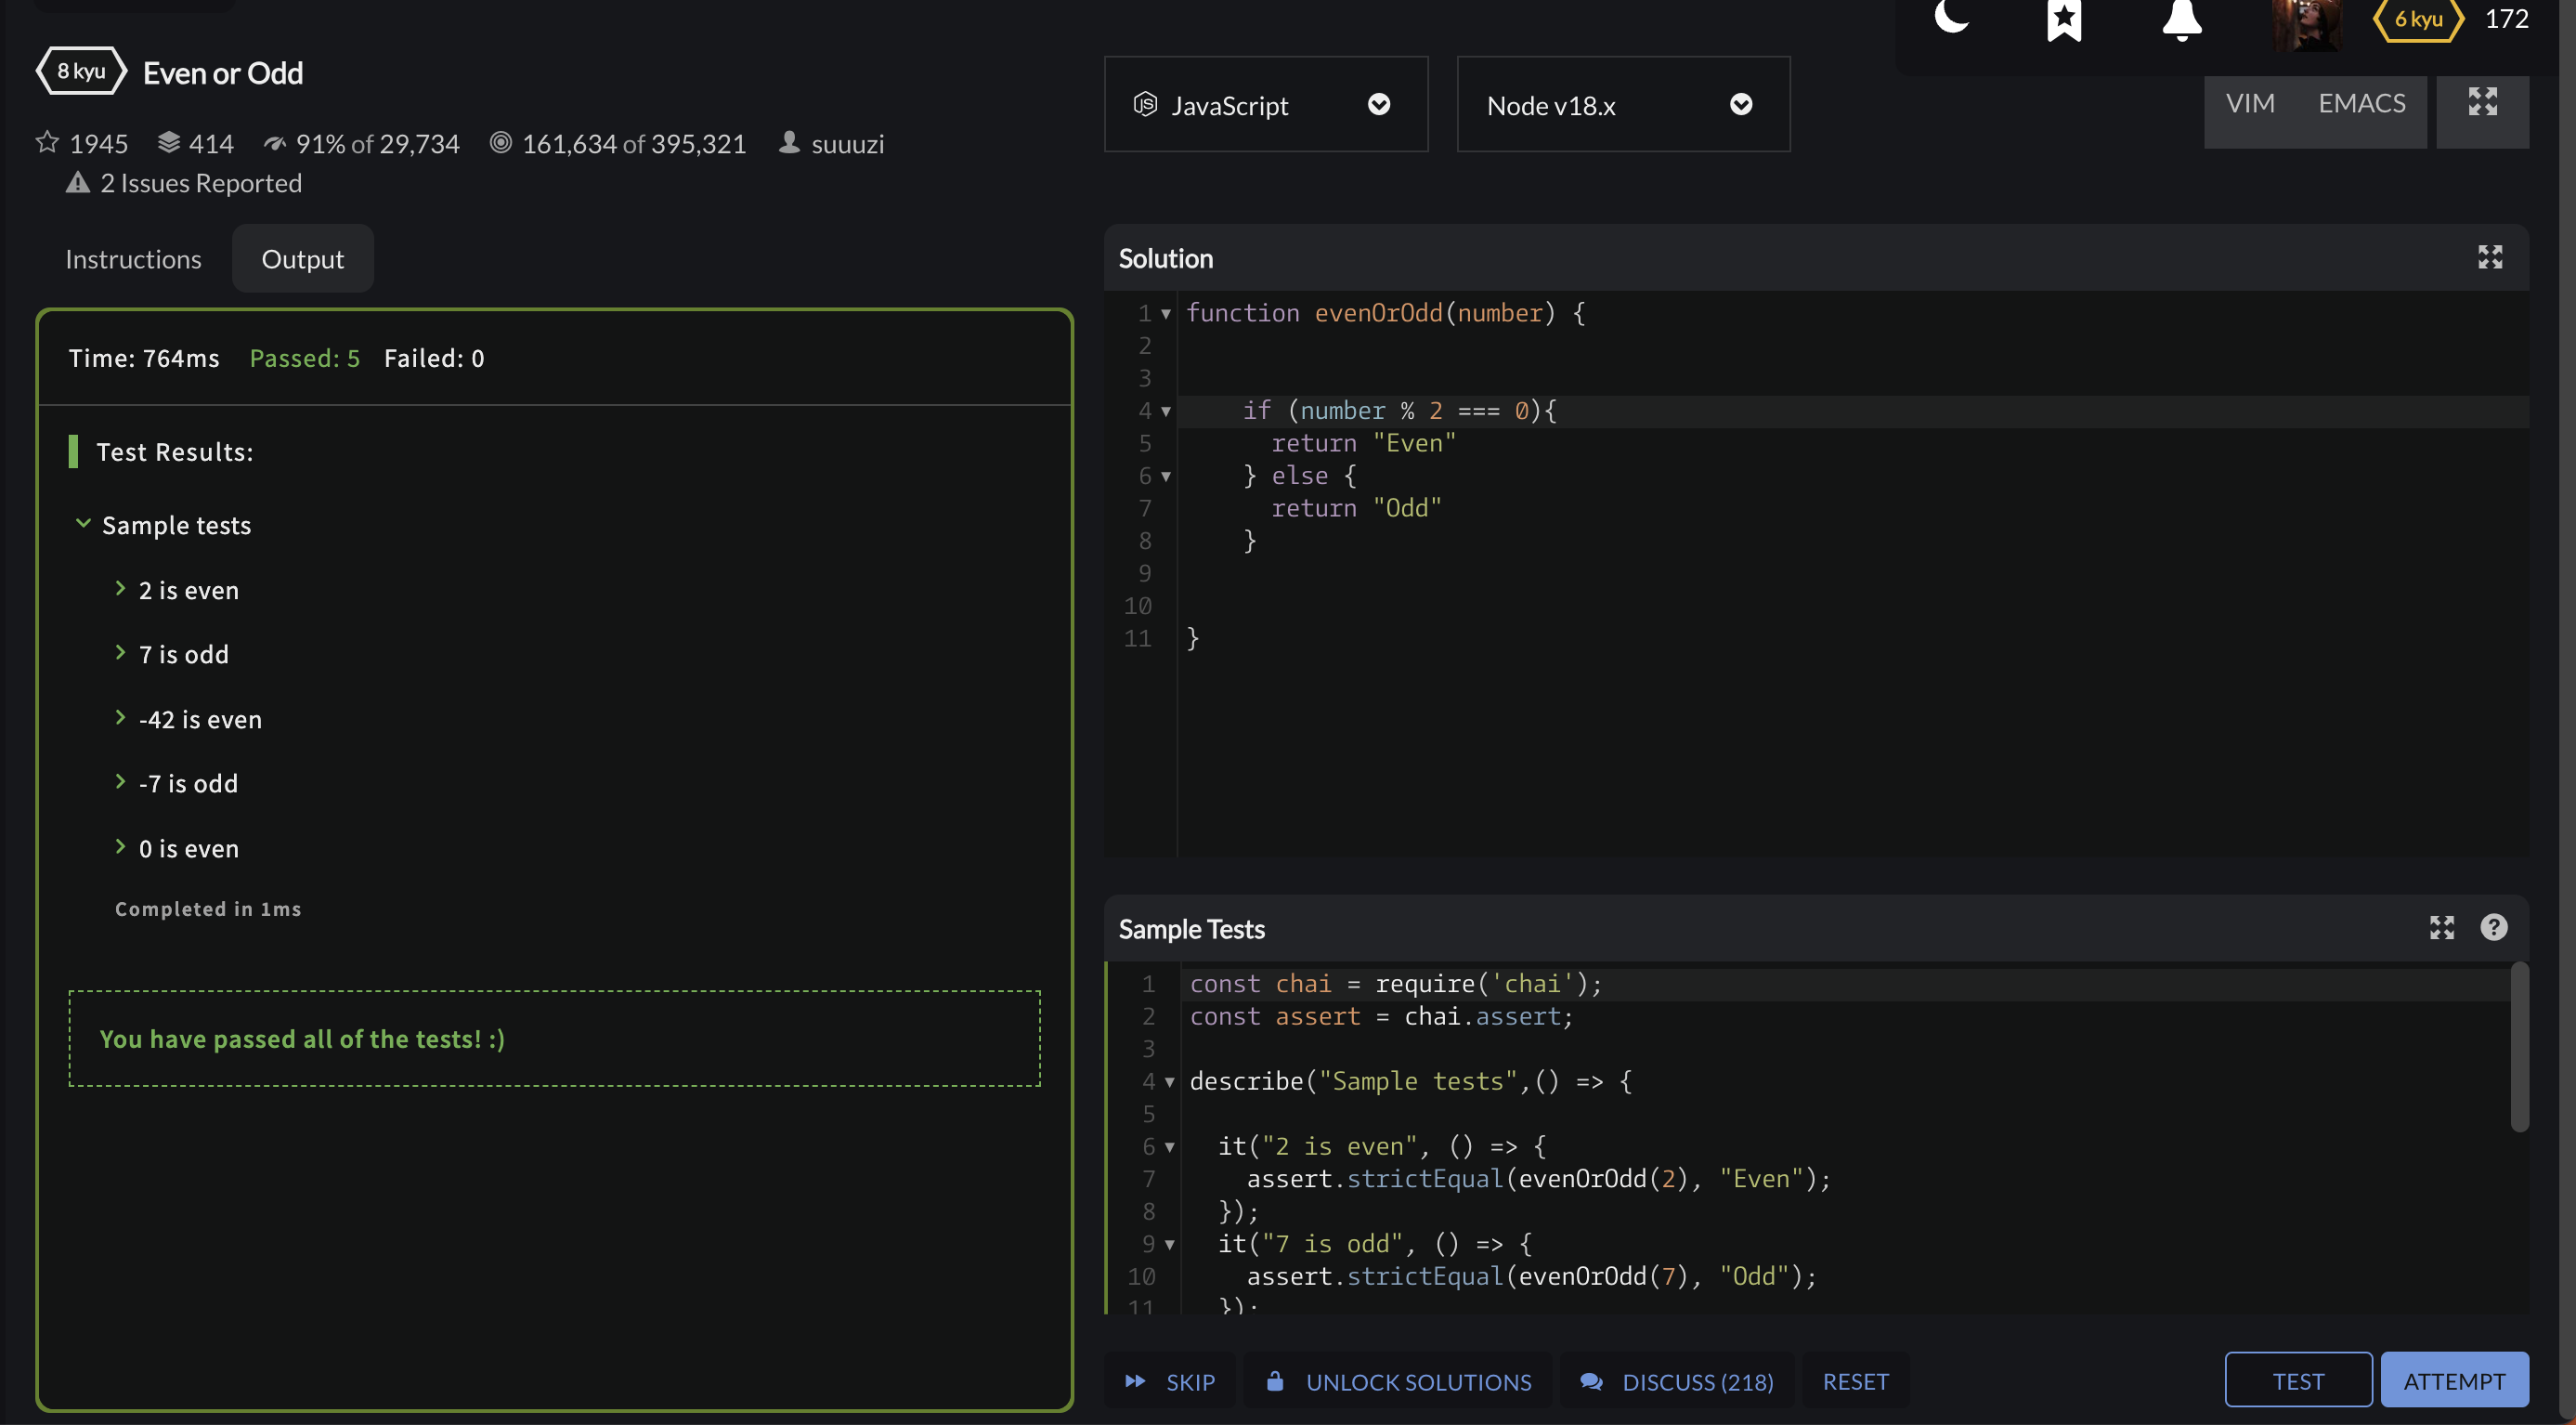 8 kyu Even or Odd
1945 414 91% of 29,734 161,634 of 395,321 suuuzi
2 Issues Reported
Instructions Output
Time: 764ms Passed: 5 Failed: 0
Test Results:
Sample tests
2 is even
7 is odd
-42 is even
-7 is odd
0 is even
Completed in 1ms
You have passed all of the tests! :)
6 kyu 172
JS JavaScript Node v18.x
VIM EMACS
Solution
1 function evenOrOdd(number) {
2
3
4 if (number % 2 === 0){
5 return "Even"
6 } else {
7 return "Odd"
8 }
9
10
11 }
Sample Tests ?
1 const chai = require('chai');
2 const assert = chai.assert;
3
4 describe("Sample tests",() => {
5
6 it("2 is even", () => {
7 assert.strictEqual(evenOrOdd(2), "Even");
8 });
9 it("7 is odd", () => {
10 assert.strictEqual(evenOrOdd(7), "Odd");
11 });
SKIP UNLOCK SOLUTIONS DISCUSS (218) RESET TEST ATTEMPT